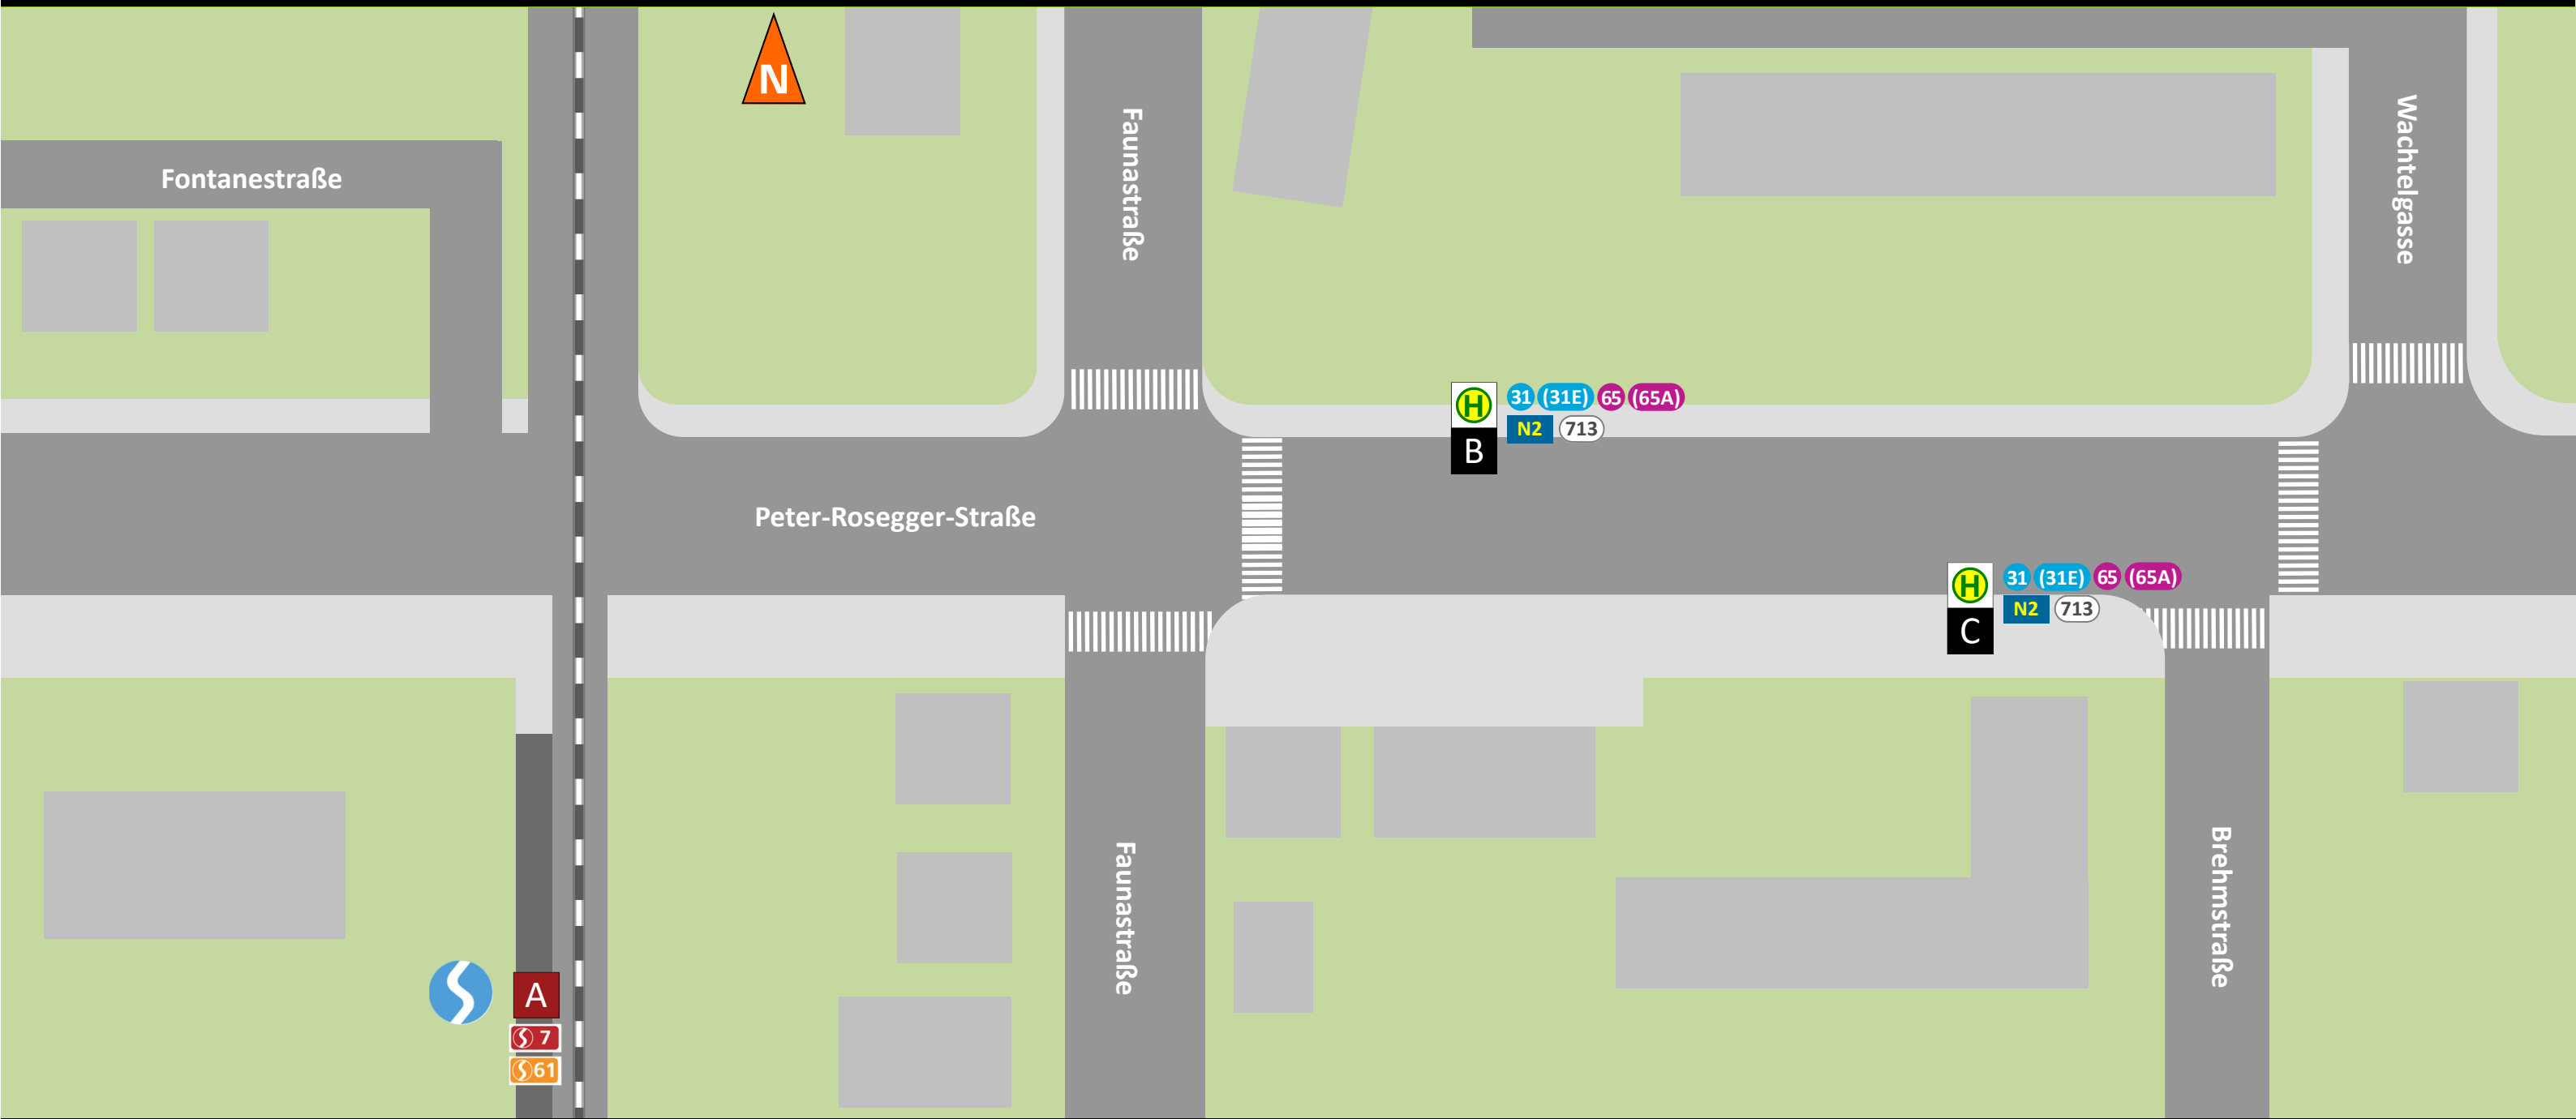 N
Faunastraße
Wachtelgasse
Fontanestraße
H
31 (31E) 65 (65A)
B
N2 713
Peter-Rosegger-Straße
H
31 (31E) 65 (65A)
C
N2 713
Faunastraße
Brehmstraße
S A
S 7
S 61